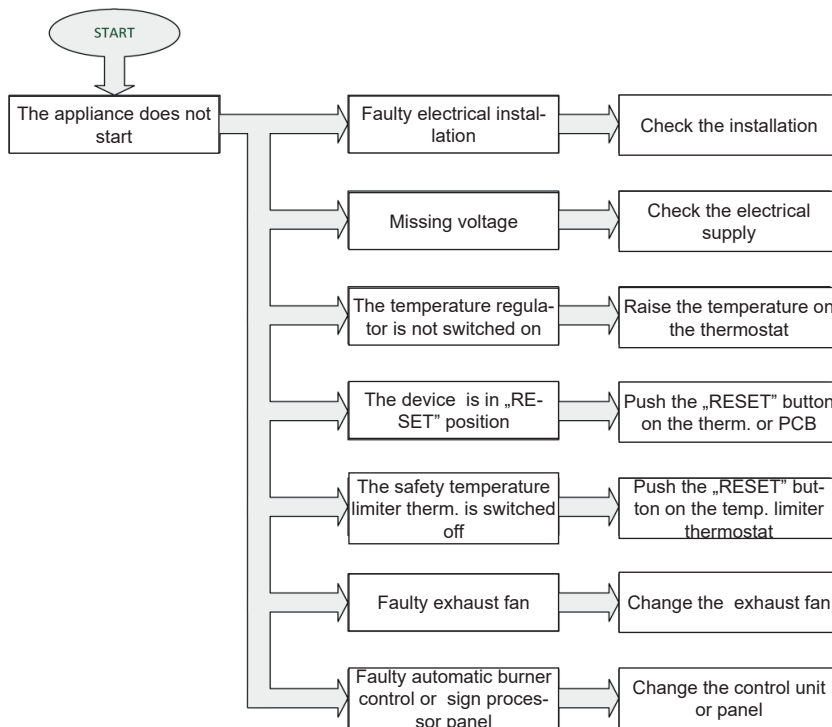 START
The appliance does not
start
Faulty electrical instal-
lation
Check the installation
Missing voltage
Check the electrical
supply
The temperature regula-
tor is not switched on
Raise the temperature on
the thermostat
The device  is in „RE-
SET” position
Push the „RESET” button
on the therm. or PCB
The safety temperature
limiter therm. is switched
off
Push the „RESET” but-
ton on the temp. limiter
thermostat
Faulty exhaust fan
Change the  exhaust fan
Faulty automatic burner
control or  sign proces-
sor panel
Change the control unit
or panel